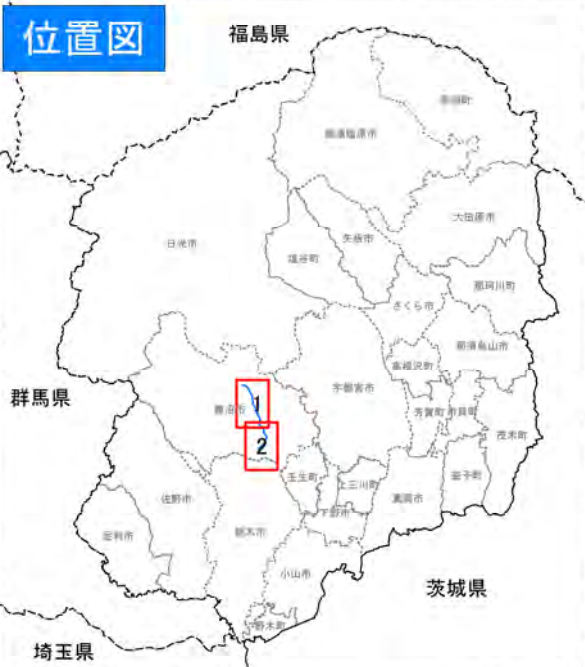 位置図
福島県
那須町
那須塩原市
大田原市
日光市
矢板市
塩谷町
那珂川町
さくら市
那須烏山市
高根沢町
宇都宮市
群馬県
1
鹿沼市
芳賀町
市貝町
茂木町
2
壬生町
上三川町
益子町
佐野市
真岡市
下野市
足利市
栃木市
小山市
茨城県
野木町
埼玉県